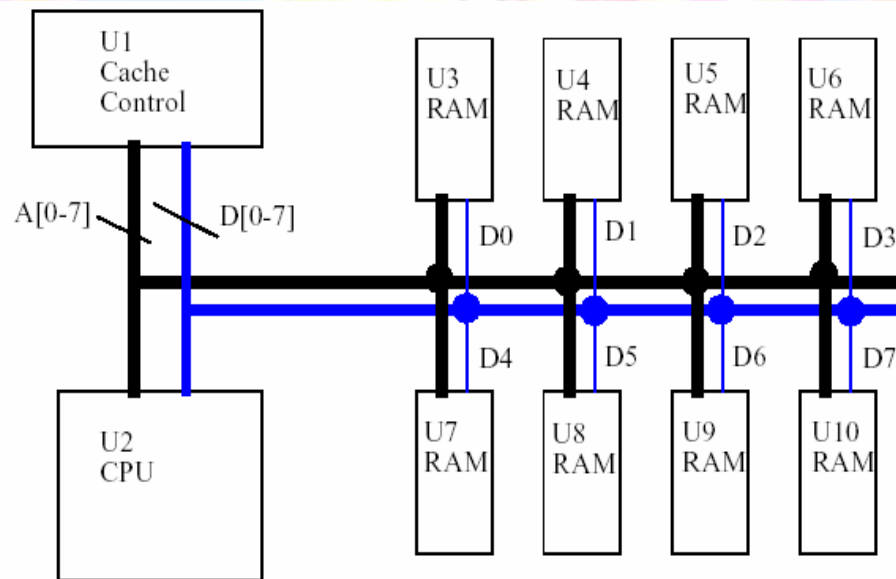 U1
Cache
Control
A[0-7]
D[0-7]
U2
CPU
U3
RAM
U4
RAM
U5
RAM
U6
RAM
D0
D1
D2
D3
D4
D5
D6
D7
U7
RAM
U8
RAM
U9
RAM
U10
RAM